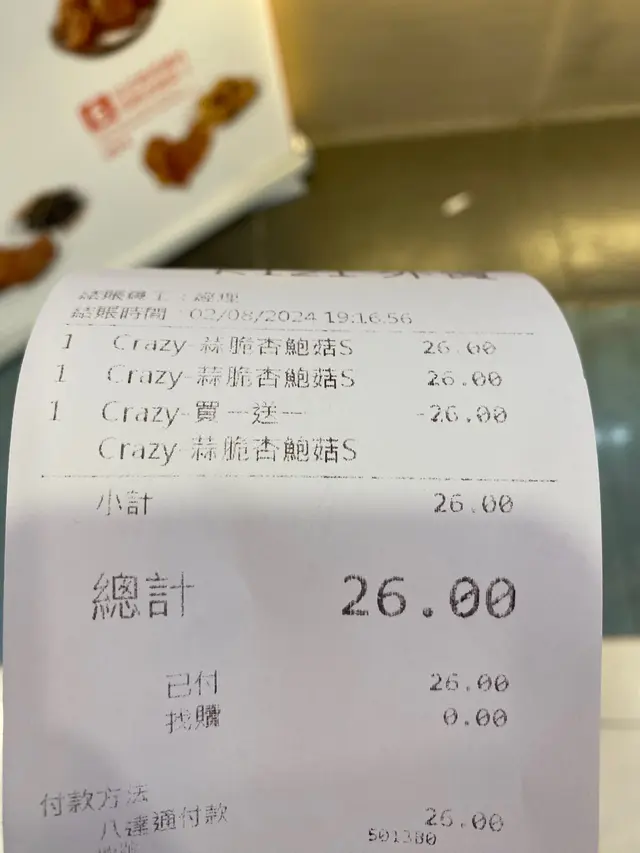 結賬員工：經理
結賬時間 02/08/2024 19:16:56
1 Crazy-蒜脆杏鮑菇S 26.00
1 Crazy-蒜脆杏鮑菇S 26.00
1 Crazy-買一送一 -26.00
Crazy-蒜脆杏鮑菇S
小計 26.00
總計 26.00
已付 26.00
找贖 0.00
付款方法
八達通付款 26.00
501380